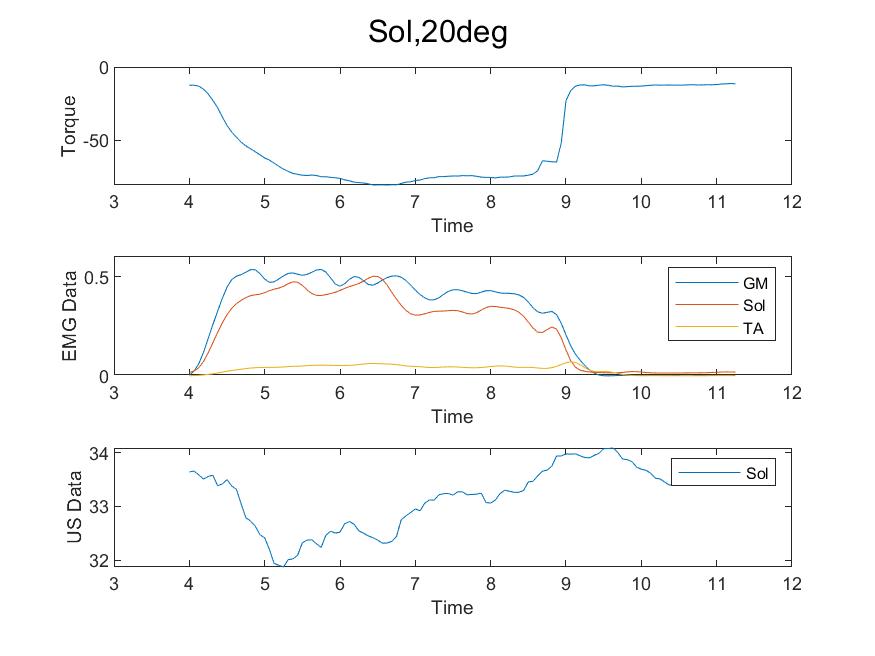 Sol,20deg
0
-50
Torque
3 4 5 6 7 8 9 10 11 12
Time
0.5
0
EMG Data
GM
Sol
TA
3 4 5 6 7 8 9 10 11 12
Time
34
33
32
US Data
Sol
3 4 5 6 7 8 9 10 11 12
Time